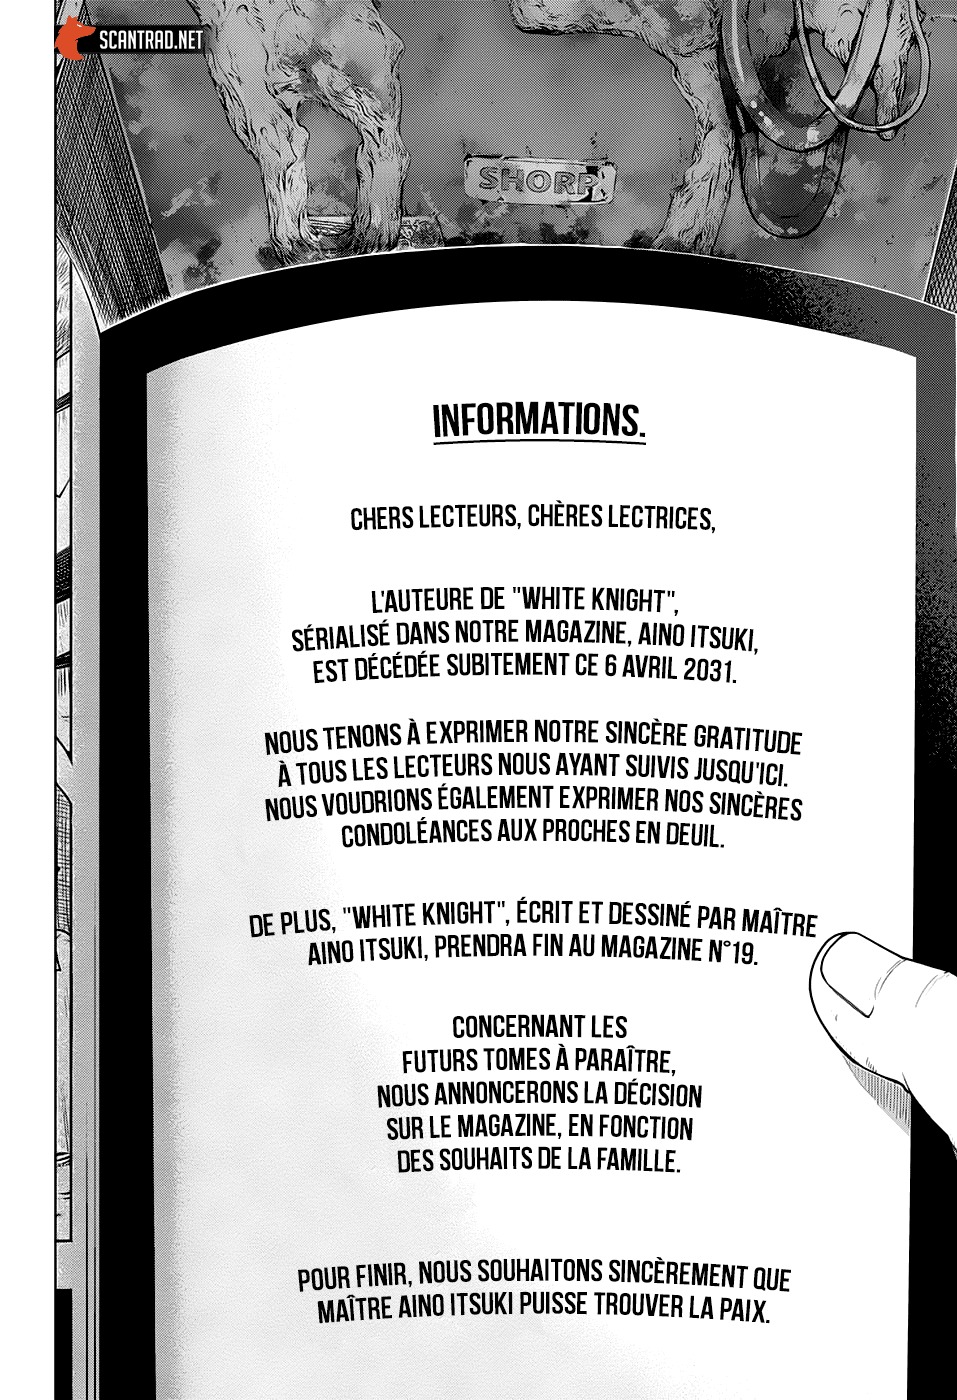 SCANTRAD.NET
SHORP
INFORMATIONS.
CHERS LECTEURS, CHÈRES LECTRICES,
L'AUTEURE DE "WHITE KNIGHT",
SÉRIALISÉ DANS NOTRE MAGAZINE, AINO ITSUKI,
EST DÉCÉDÉE SUBITEMENT CE 6 AVRIL 2031.
NOUS TENONS À EXPRIMER NOTRE SINCÈRE GRATITUDE
À TOUS LES LECTEURS NOUS AYANT SUIVIS JUSQU'ICI.
NOUS VOUDRIONS ÉGALEMENT EXPRIMER NOS SINCÈRES
CONDOLÉANCES AUX PROCHES EN DEUIL.
DE PLUS, "WHITE KNIGHT", ÉCRIT ET DESSINÉ PAR MAÎTRE
AINO ITSUKI, PRENDRA FIN AU MAGAZINE N°19.
CONCERNANT LES
FUTURS TOMES À PARAÎTRE,
NOUS ANNONCERONS LA DÉCISION
SUR LE MAGAZINE, EN FONCTION
DES SOUHAITS DE LA FAMILLE.
POUR FINIR, NOUS SOUHAITONS SINCÈREMENT QUE
MAÎTRE AINO ITSUKI PUISSE TROUVER LA PAIX.